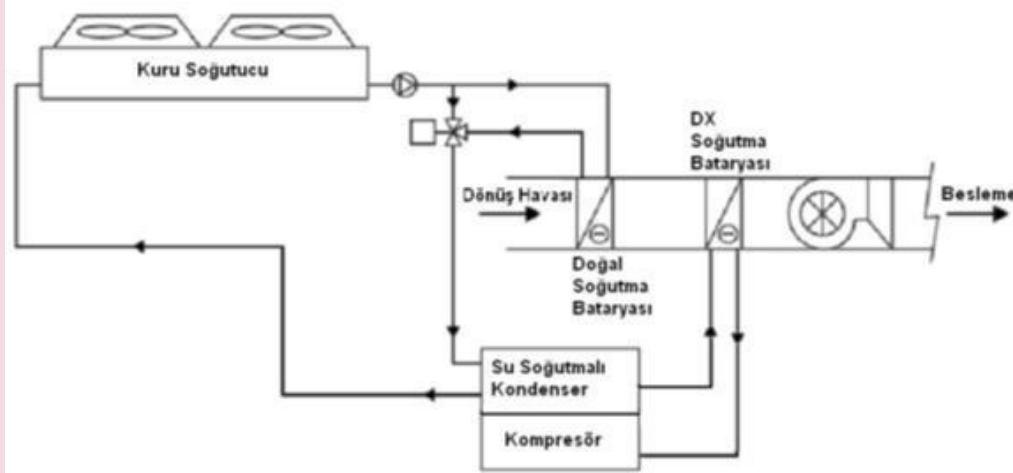 Kuru Soğutucu
DX
Soğutma
Bataryası
Dönüş Havası
Besleme
Doğal
Soğutma
Bataryası
Su Soğutmalı
Kondenser
Kompresör